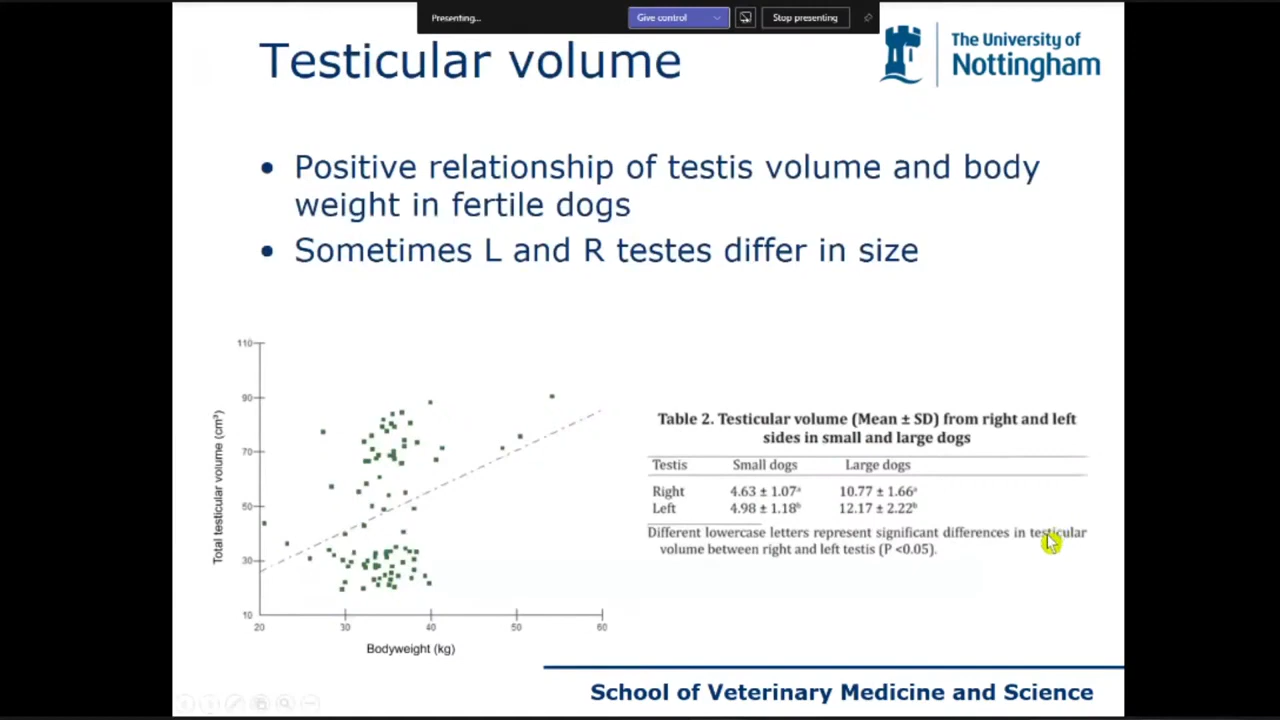 Presenting...
Give control
Stop presenting
Testicular volume
The University of
Nottingham
• Positive relationship of testis volume and body
weight in fertile dogs
• Sometimes L and R testes differ in size
110
90
70
50
30
10
20
30
40
50
60
Total testicular volume (cm³)
Bodyweight (kg)
Table 2. Testicular volume (Mean ± SD) from right and left
sides in small and large dogs
Testis Small dogs Large dogs
Right 4.63 ± 1.07ᵃ 10.77 ± 1.66ᵃ
Left 4.98 ± 1.18ᵇ 12.17 ± 2.22ᵇ
Different lowercase letters represent significant differences in testicular
volume between right and left testis (P <0.05).
School of Veterinary Medicine and Science